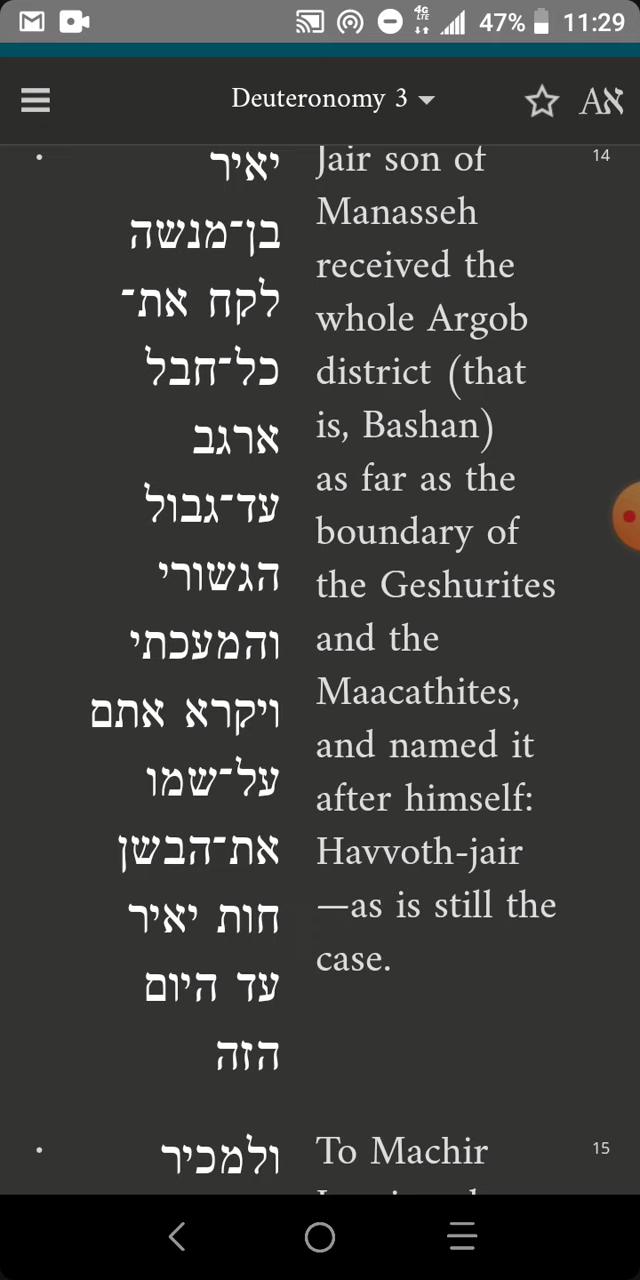 4G
LTE
47%
11:29
Deuteronomy 3
Aא
יאיר
בן־מנשה
לקח את־
כל־חבל
ארגב
עד־גבול
הגשורי
והמעכתי
ויקרא אתם
על־שמו
את־הבשן
חות יאיר
עד היום
הזה
Jair son of
Manasseh
received the
whole Argob
district (that
is, Bashan)
as far as the
boundary of
the Geshurites
and the
Maacathites,
and named it
after himself:
Havvoth-jair
—as is still the
case.
14
ולמכיר
To Machir
15